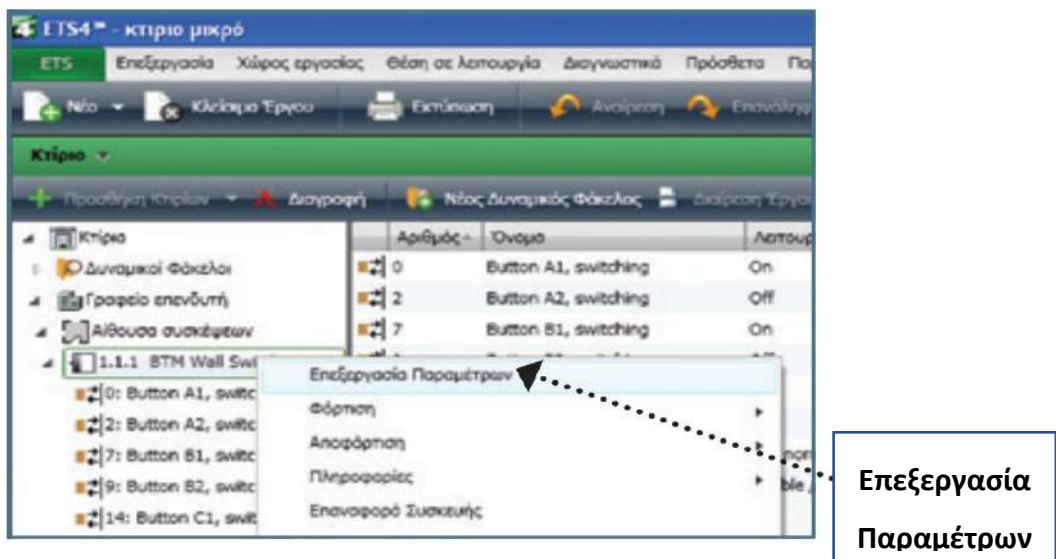 ETS4™ - κτιριο μικρό
ETS Επεξεργασία Χώρος εργασίας Θέση σε λειτουργία Διαγνωστικά Πρόσθετα
Νέο Κλείσιμο Έργου Εκτύπωση Αναίρεση
Κτίριο
Προσθήκη Κτιρίων Διαγραφή Νέος Δυναμικός Φάκελος
Κτίρια
Δυναμικοί Φάκελοι
Γραφείο επενδυτή
Αίθουσα συσκέψεων
1.1.1 BTM Wall Swi
0: Button A1, switc
2: Button A2, switc
7: Button B1, switc
9: Button B2, switc
14: Button C1, swit
Αριθμός Όνομα Λειτουρ
0 Button A1, switching On
2 Button A2, switching Off
7 Button B1, switching On
Επεξεργασία Παραμέτρων
Φόρτιση
Αποφόρτιση
Πληροφορίες
Επαναφορά Συσκευής
Επεξεργασία
Παραμέτρων